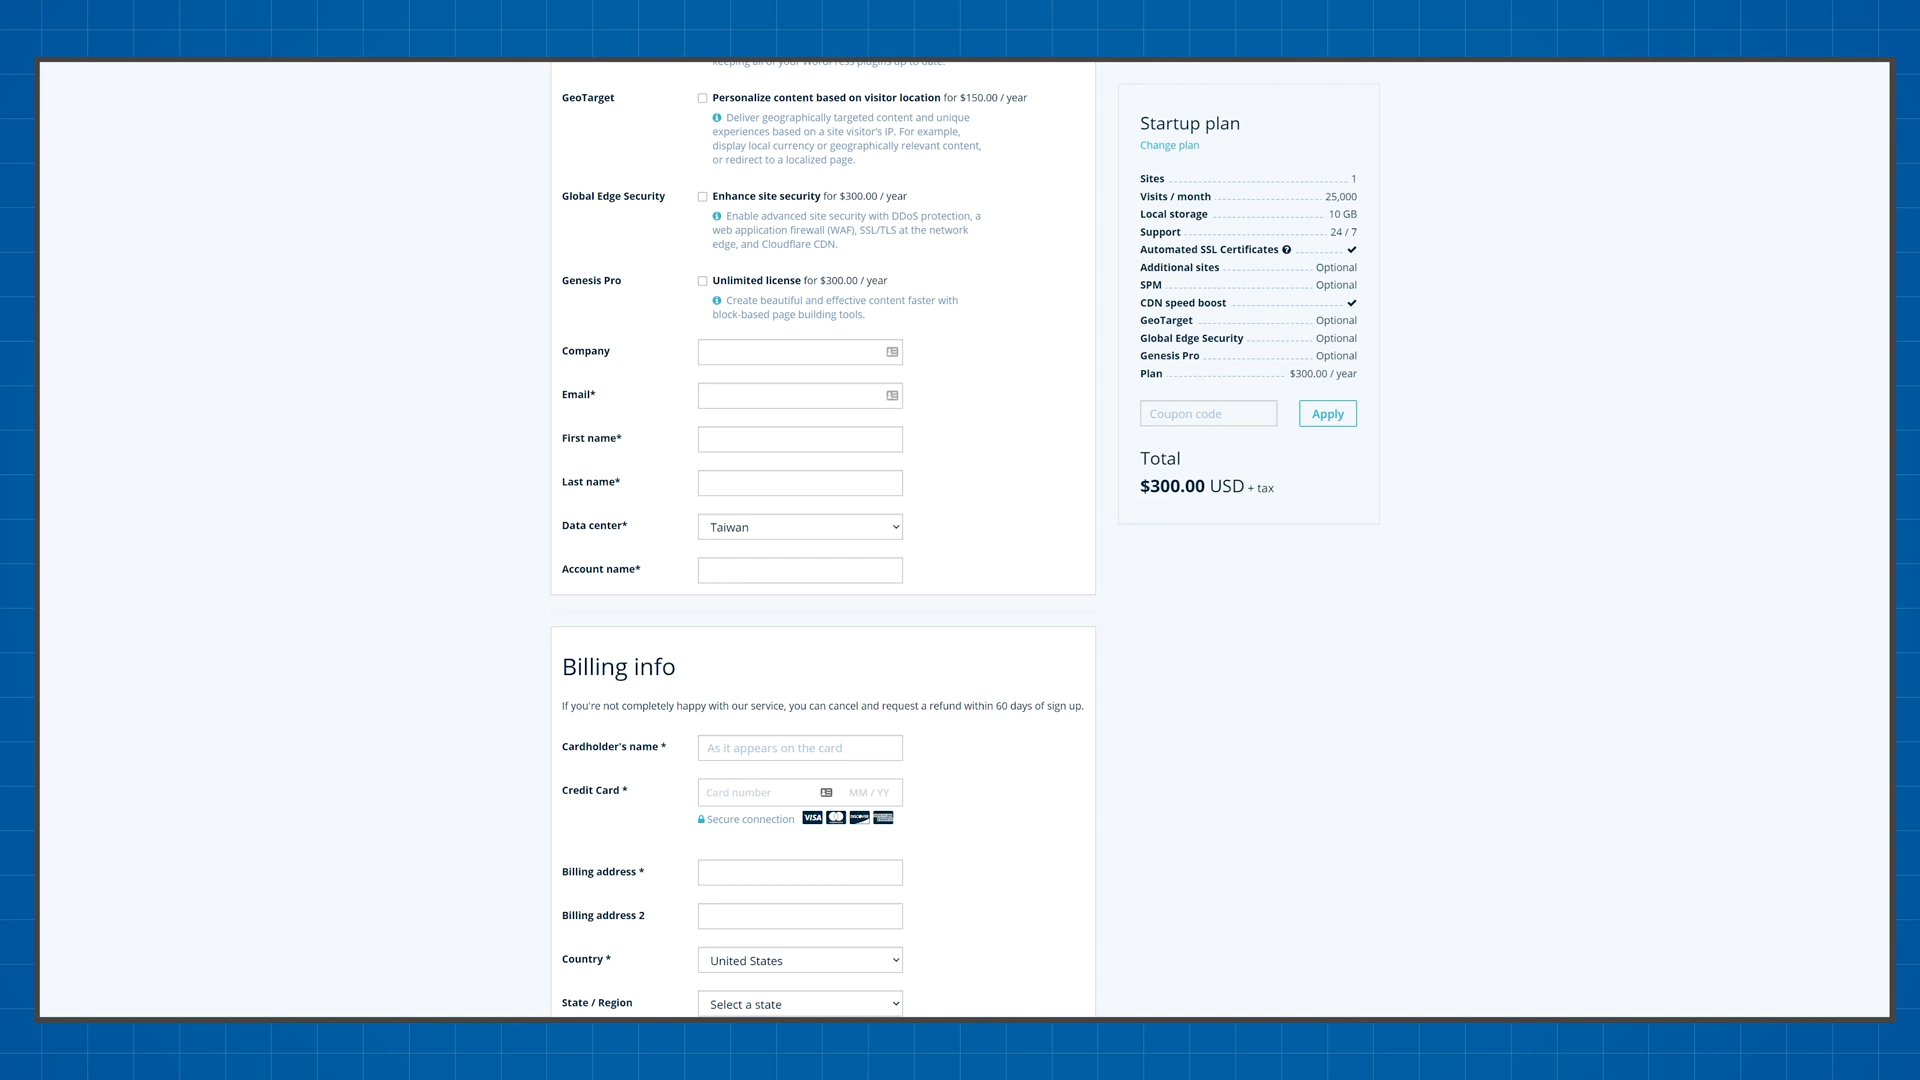 keeping all of your WordPress plugins up to date.
GeoTarget
Personalize content based on visitor location for $150.00 / year
Deliver geographically targeted content and unique
experiences based on a site visitor's IP. For example,
display local currency or geographically relevant content,
or redirect to a localized page.
Global Edge Security
Enhance site security for $300.00 / year
Enable advanced site security with DDoS protection, a
web application firewall (WAF), SSL/TLS at the network
edge, and Cloudflare CDN.
Genesis Pro
Unlimited license for $300.00 / year
Create beautiful and effective content faster with
block-based page building tools.
Company
Email*
First name*
Last name*
Data center*
Taiwan
Account name*
Billing info
If you're not completely happy with our service, you can cancel and request a refund within 60 days of sign up.
Cardholder's name *
As it appears on the card
Credit Card *
Card number
MM / YY
Secure connection
VISA
DISCOVER
Billing address *
Billing address 2
Country *
United States
State / Region
Select a state
Startup plan
Change plan
Sites 1
Visits / month 25,000
Local storage 10 GB
Support 24 / 7
Automated SSL Certificates
Additional sites Optional
SPM Optional
CDN speed boost
GeoTarget Optional
Global Edge Security Optional
Genesis Pro Optional
Plan $300.00 / year
Coupon code
Apply
Total
$300.00 USD + tax